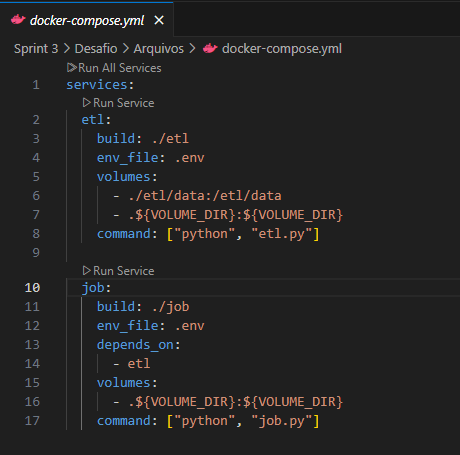 docker-compose.yml
Sprint 3 > Desafio > Arquivos > docker-compose.yml
Run All Services
1 services:
Run Service
2   etl:
3     build: ./etl
4     env_file: .env
5     volumes:
6       - ./etl/data:/etl/data
7       - .${VOLUME_DIR}:${VOLUME_DIR}
8     command: ["python", "etl.py"]
9
Run Service
10   job:
11     build: ./job
12     env_file: .env
13     depends_on:
14       - etl
15     volumes:
16       - .${VOLUME_DIR}:${VOLUME_DIR}
17     command: ["python", "job.py"]